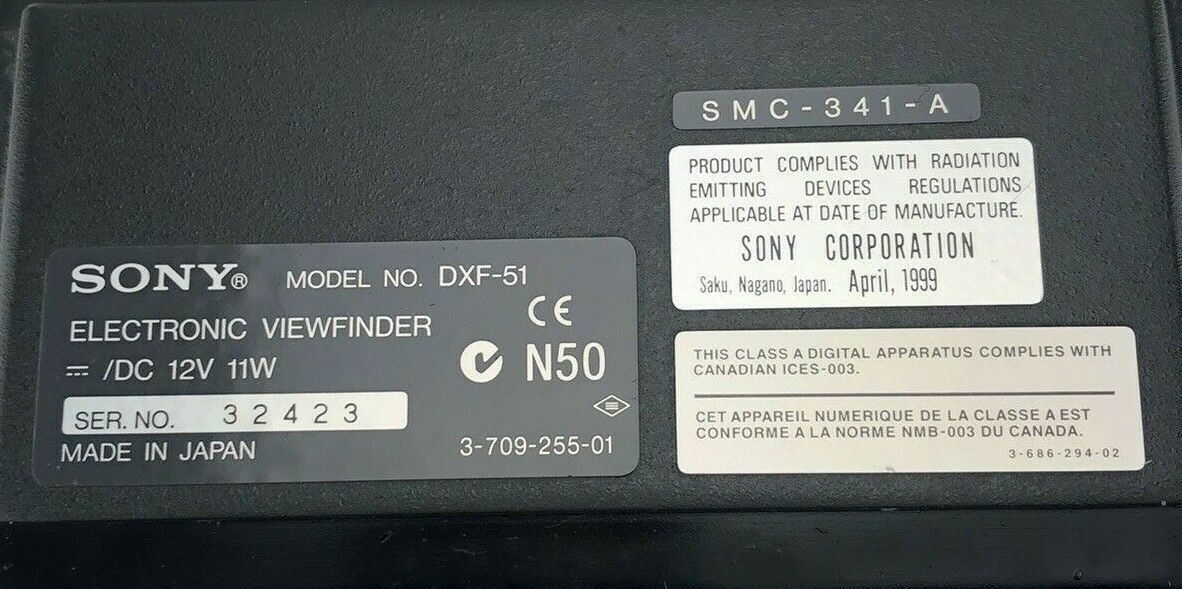 SMC-341-A
PRODUCT COMPLIES WITH RADIATION
EMITTING DEVICES REGULATIONS
APPLICABLE AT DATE OF MANUFACTURE.
SONY CORPORATION
Saku, Nagano, Japan. April, 1999
SONY® MODEL NO. DXF-51
ELECTRONIC VIEWFINDER CE
⎓/DC 12V 11W N50
SER. NO. 32423
MADE IN JAPAN 3-709-255-01
THIS CLASS A DIGITAL APPARATUS COMPLIES WITH
CANADIAN ICES-003.
CET APPAREIL NUMERIQUE DE LA CLASSE A EST
CONFORME A LA NORME NMB-003 DU CANADA.
3-686-294-02